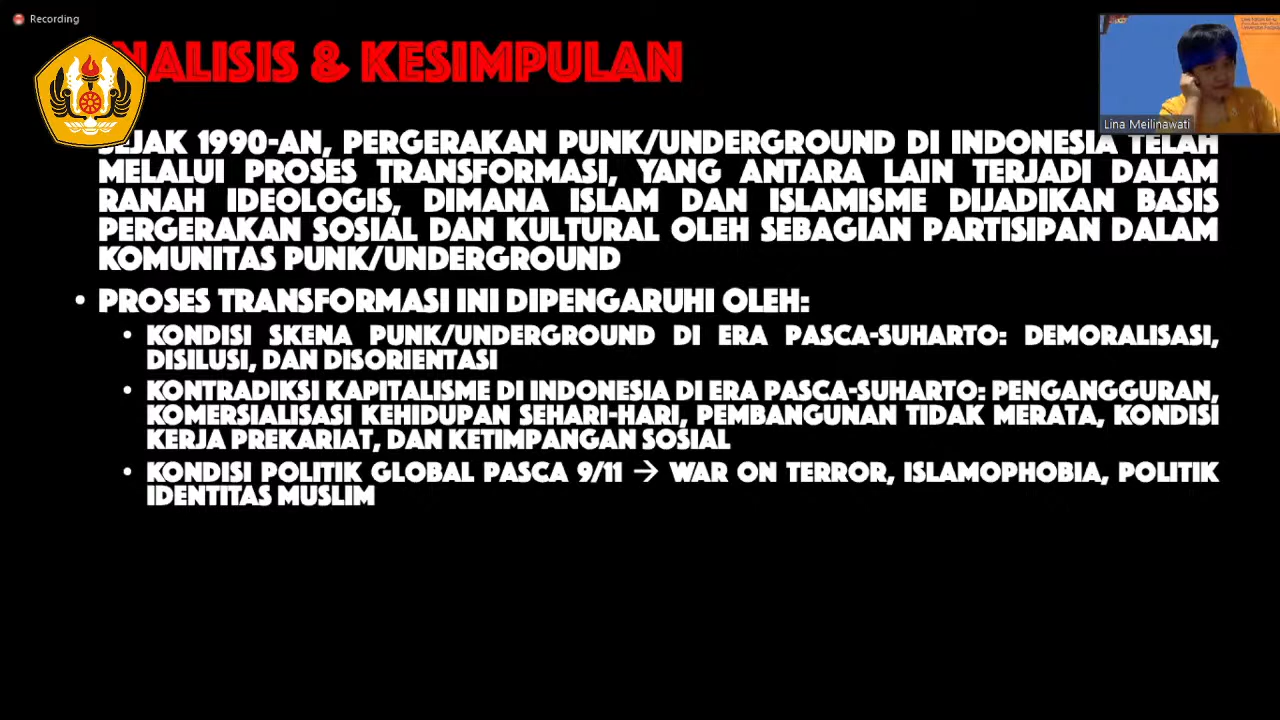 Recording
ANALISIS & KESIMPULAN
SEJAK 1990-AN, PERGERAKAN PUNK/UNDERGROUND DI INDONESIA TELAH
MELALUI PROSES TRANSFORMASI, YANG ANTARA LAIN TERJADI DALAM
RANAH IDEOLOGIS, DIMANA ISLAM DAN ISLAMISME DIJADIKAN BASIS
PERGERAKAN SOSIAL DAN KULTURAL OLEH SEBAGIAN PARTISIPAN DALAM
KOMUNITAS PUNK/UNDERGROUND
• PROSES TRANSFORMASI INI DIPENGARUHI OLEH:
• KONDISI SKENA PUNK/UNDERGROUND DI ERA PASCA-SUHARTO: DEMORALISASI,
DISILUSI, DAN DISORIENTASI
• KONTRADIKSI KAPITALISME DI INDONESIA DI ERA PASCA-SUHARTO: PENGANGGURAN,
KOMERSIALISASI KEHIDUPAN SEHARI-HARI, PEMBANGUNAN TIDAK MERATA, KONDISI
KERJA PREKARIAT, DAN KETIMPANGAN SOSIAL
• KONDISI POLITIK GLOBAL PASCA 9/11 → WAR ON TERROR, ISLAMOPHOBIA, POLITIK
IDENTITAS MUSLIM
Lina Meilinawati